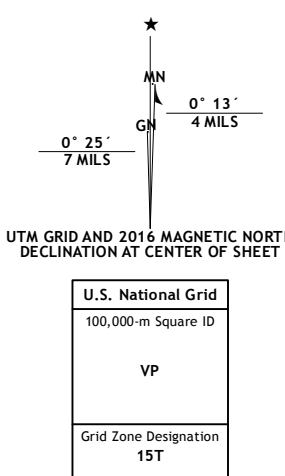 ★
MN
0° 13´
4 MILS
GN
0° 25´
7 MILS
UTM GRID AND 2016 MAGNETIC NORT
DECLINATION AT CENTER OF SHEET
U.S. National Grid
100,000-m Square ID
VP
Grid Zone Designation
15T